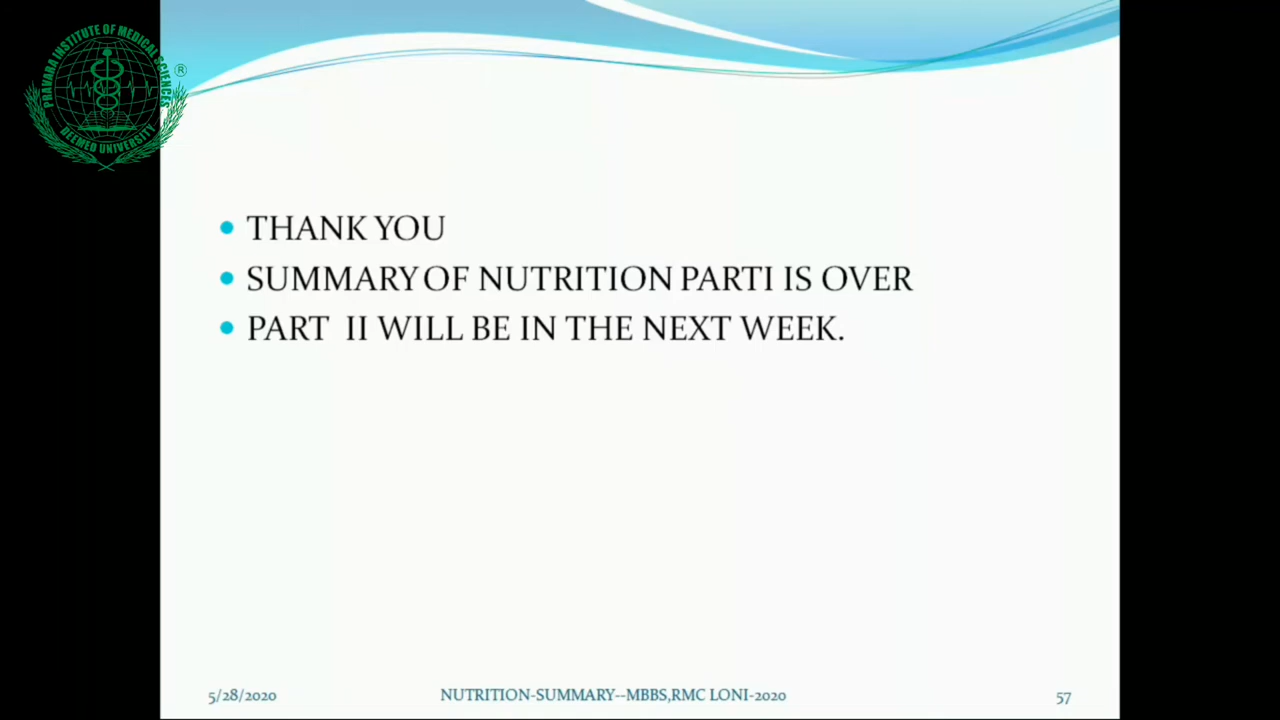 PRAVARA INSTITUTE OF MEDICAL SCIENCES
®
DEEMED UNIVERSITY
THANK YOU
SUMMARY OF NUTRITION PARTI IS OVER
PART II WILL BE IN THE NEXT WEEK.
5/28/2020 NUTRITION-SUMMARY--MBBS,RMC LONI-2020 57